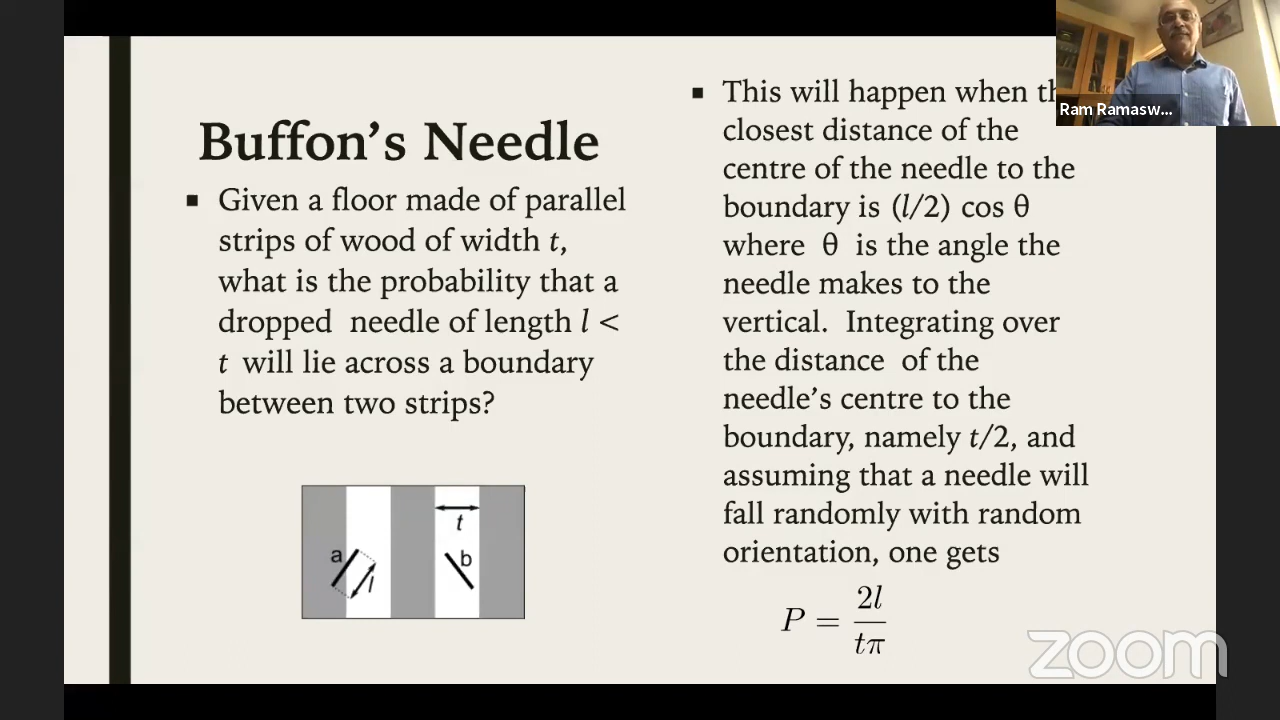 Buffon's Needle
▪ Given a floor made of parallel
strips of wood of width t,
what is the probability that a
dropped needle of length l <
t will lie across a boundary
between two strips?
t
a
l
b
▪ This will happen when th
closest distance of the
centre of the needle to the
boundary is (l/2) cos θ
where θ is the angle the
needle makes to the
vertical. Integrating over
the distance of the
needle's centre to the
boundary, namely t/2, and
assuming that a needle will
fall randomly with random
orientation, one gets
P = 2l / tπ
Ram Ramasw...
zoom